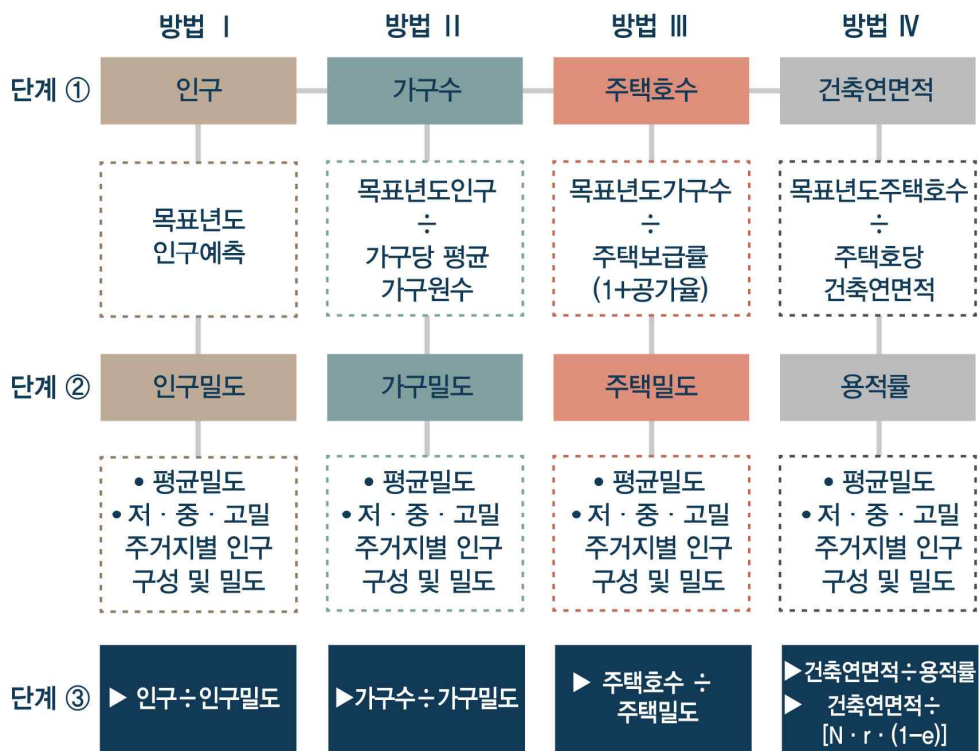 방법 Ⅰ
방법 Ⅱ
방법 Ⅲ
방법 Ⅳ
단계 ①
인구
가구수
주택호수
건축연면적
목표년도
인구예측
목표년도인구
÷
가구당 평균
가구원수
목표년도가구수
÷
주택보급률
(1+공가율)
목표년도주택호수
÷
주택호당
건축연면적
단계 ②
인구밀도
가구밀도
주택밀도
용적률
• 평균밀도
• 저 · 중 · 고밀
주거지별 인구
구성 및 밀도
• 평균밀도
• 저 · 중 · 고밀
주거지별 인구
구성 및 밀도
• 평균밀도
• 저 · 중 · 고밀
주거지별 인구
구성 및 밀도
• 평균밀도
• 저 · 중 · 고밀
주거지별 인구
구성 및 밀도
단계 ③
▶ 인구÷인구밀도
▶가구수÷가구밀도
▶ 주택호수 ÷
주택밀도
▶건축연면적÷용적률
▶ 건축연면적÷
[N · r · (1-e)]